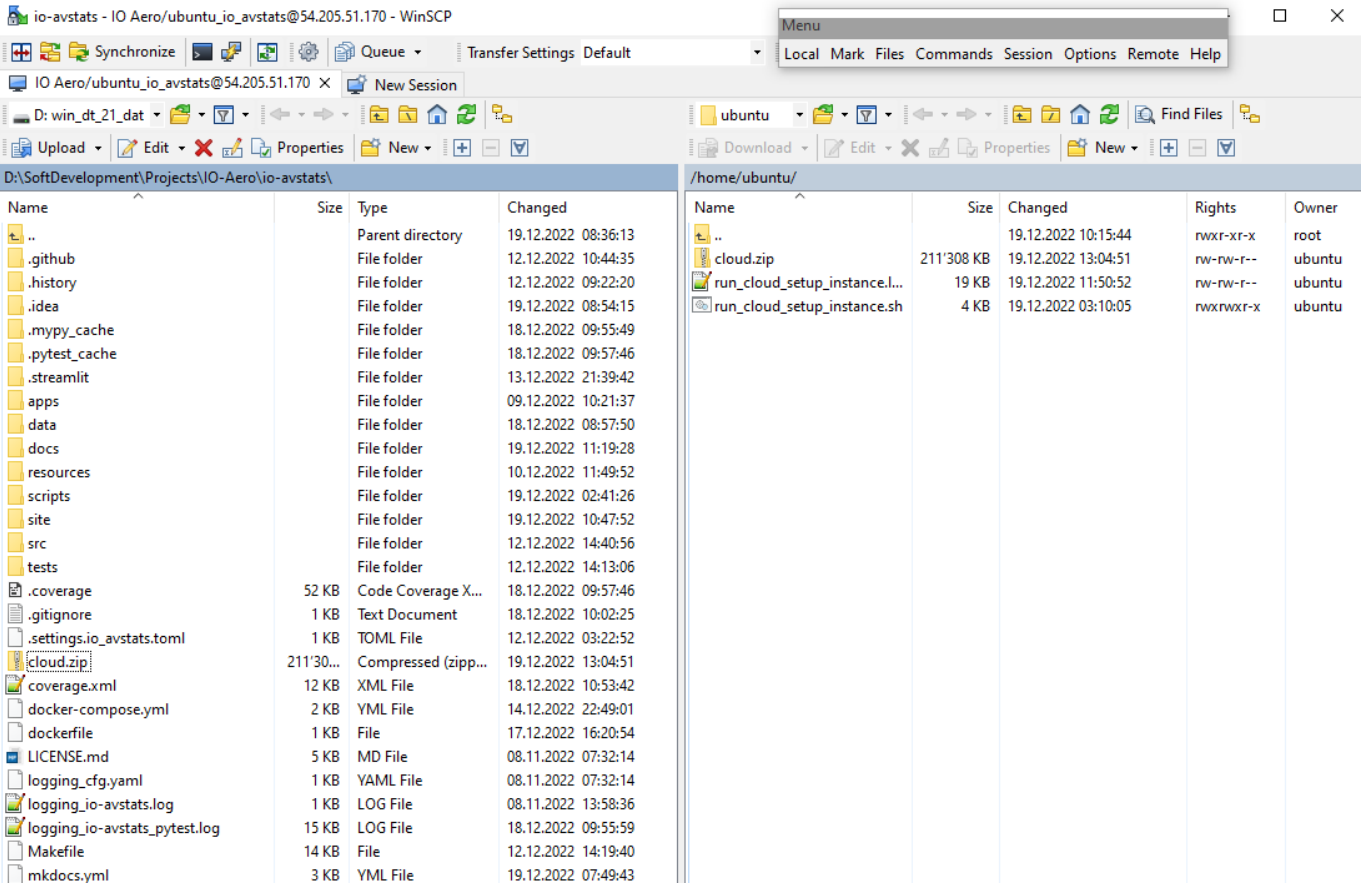 io-avstats - IO Aero/ubuntu_io_avstats@54.205.51.170 - WinSCP
Menu
Local Mark Files Commands Session Options Remote Help
Synchronize Queue Transfer Settings Default
IO Aero/ubuntu_io_avstats@54.205.51.170 New Session
D: win_dt_21_dat ubuntu Find Files
Upload Edit Properties New Download Edit Properties New
D:\SoftDevelopment\Projects\IO-Aero\io-avstats\ /home/ubuntu/
Name Size Type Changed Name Size Changed Rights Owner
.. Parent directory 19.12.2022 08:36:13 .. 19.12.2022 10:15:44 rwxr-xr-x root
.github File folder 12.12.2022 10:44:35 cloud.zip 211'308 KB 19.12.2022 13:04:51 rw-rw-r-- ubuntu
.history File folder 12.12.2022 09:22:20 run_cloud_setup_instance.l... 19 KB 19.12.2022 11:50:52 rw-rw-r-- ubuntu
.idea File folder 19.12.2022 08:54:15 run_cloud_setup_instance.sh 4 KB 19.12.2022 03:10:05 rwxrwxr-x ubuntu
.mypy_cache File folder 18.12.2022 09:55:49
.pytest_cache File folder 18.12.2022 09:57:46
.streamlit File folder 13.12.2022 21:39:42
apps File folder 09.12.2022 10:21:37
data File folder 18.12.2022 08:57:50
docs File folder 19.12.2022 11:19:28
resources File folder 10.12.2022 11:49:52
scripts File folder 19.12.2022 02:41:26
site File folder 19.12.2022 10:47:52
src File folder 12.12.2022 14:40:56
tests File folder 12.12.2022 14:13:06
.coverage 52 KB Code Coverage X... 18.12.2022 09:57:46
.gitignore 1 KB Text Document 18.12.2022 10:02:25
.settings.io_avstats.toml 1 KB TOML File 12.12.2022 03:22:52
cloud.zip 211'30... Compressed (zipp... 19.12.2022 13:04:51
coverage.xml 12 KB XML File 18.12.2022 10:53:42
docker-compose.yml 2 KB YML File 14.12.2022 22:49:01
dockerfile 1 KB File 17.12.2022 16:20:54
LICENSE.md 5 KB MD File 08.11.2022 07:32:14
logging_cfg.yaml 1 KB YAML File 08.11.2022 07:32:14
logging_io-avstats.log 1 KB LOG File 08.11.2022 13:58:36
logging_io-avstats_pytest.log 15 KB LOG File 18.12.2022 09:55:59
Makefile 14 KB File 12.12.2022 14:19:40
mkdocs.yml 3 KB YML File 19.12.2022 07:49:43